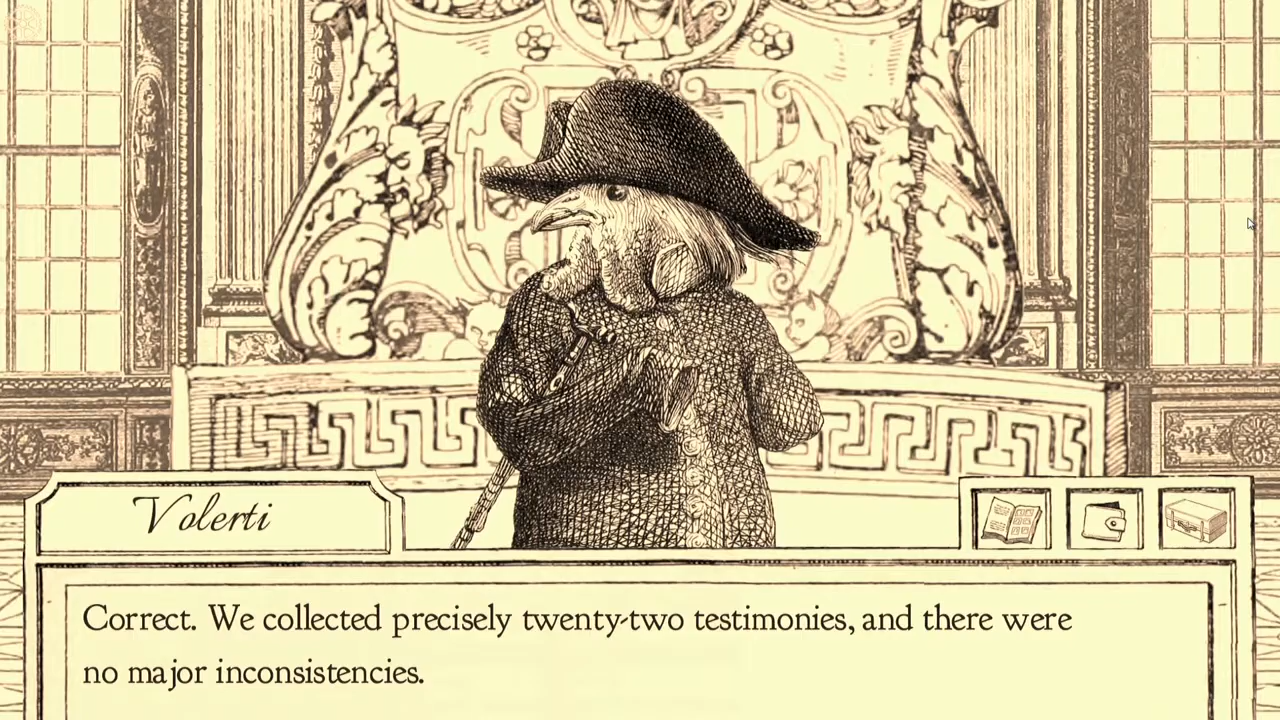 Volerti
Correct. We collected precisely twenty-two testimonies, and there were
no major inconsistencies.